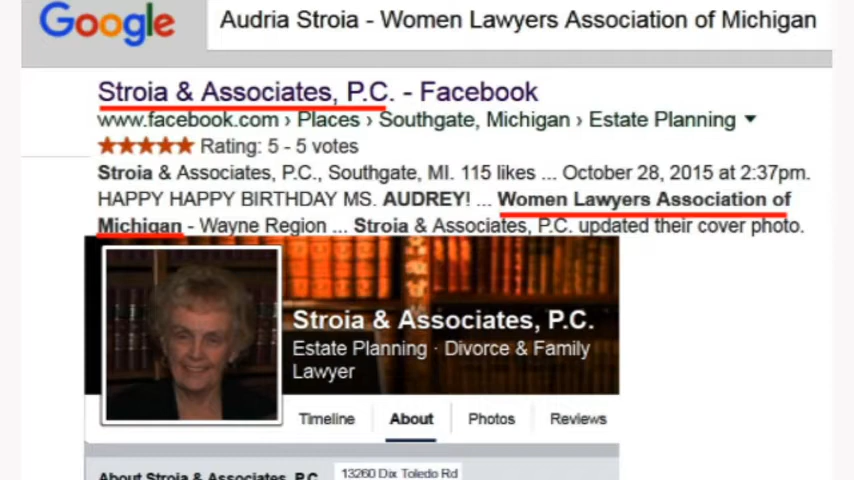 Google
Audria Stroia - Women Lawyers Association of Michigan
Stroia & Associates, P.C. - Facebook
www.facebook.com › Places › Southgate, Michigan › Estate Planning ▼
★★★★★ Rating: 5 - 5 votes
Stroia & Associates, P.C., Southgate, MI. 115 likes ... October 28, 2015 at 2:37pm.
HAPPY HAPPY BIRTHDAY MS. AUDREY! ... Women Lawyers Association of
Michigan - Wayne Region ... Stroia & Associates, P.C. updated their cover photo.
Stroia & Associates, P.C.
Estate Planning · Divorce & Family
Lawyer
Timeline About Photos Reviews
About Stroia & Associates, P.C. 13260 Dix Toledo Rd